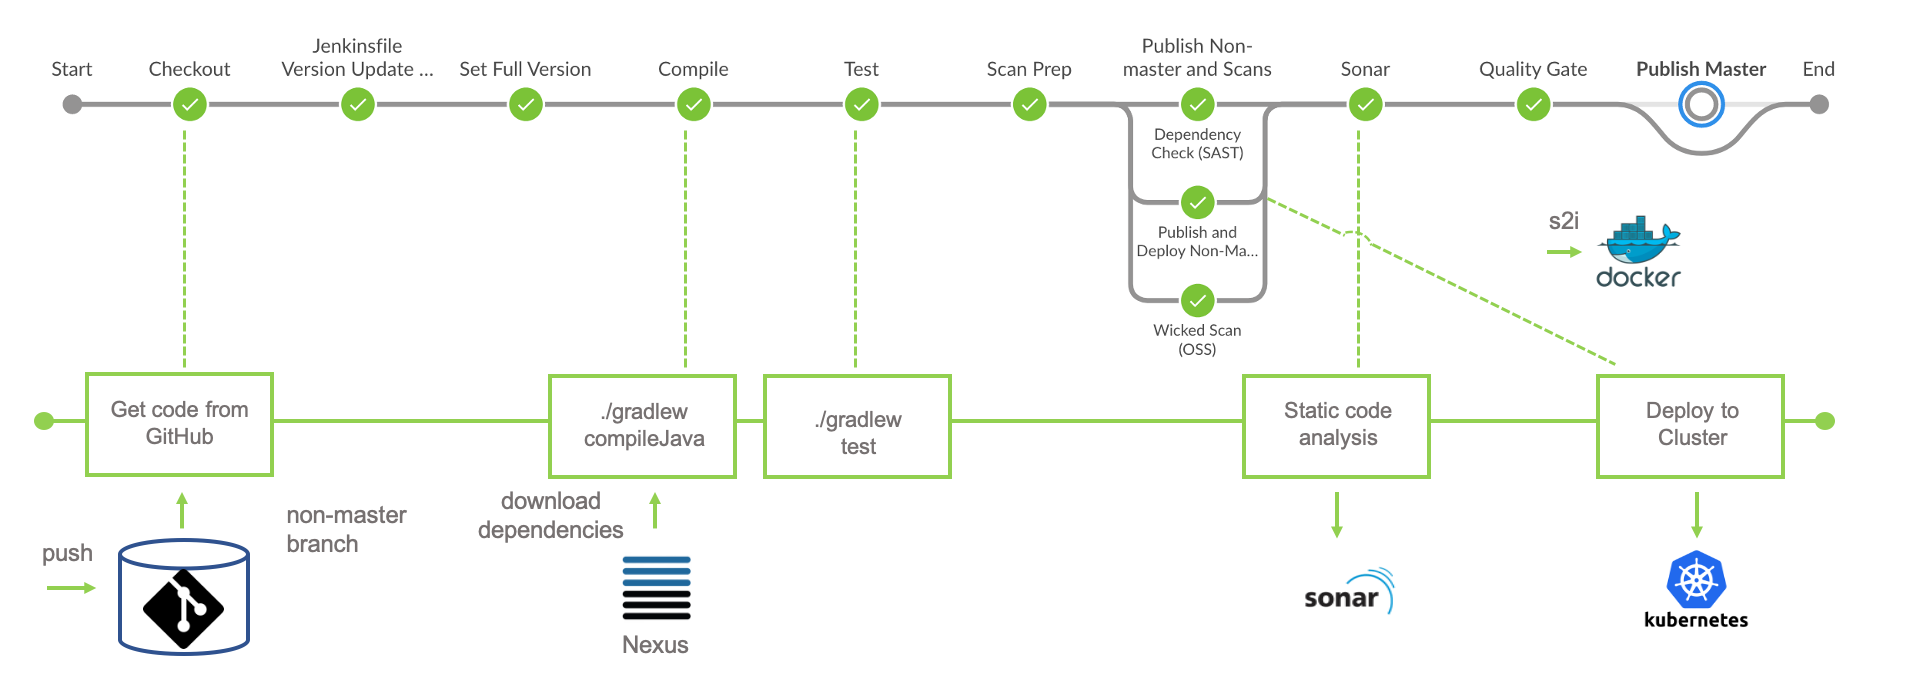 Start
Checkout
Jenkinsfile
Version Update ...
Set Full Version
Compile
Test
Scan Prep
Publish Non-
master and Scans
Sonar
Quality Gate
Publish Master
End
Dependency
Check (SAST)
Publish and
Deploy Non-Ma...
Wicked Scan
(OSS)
s2i
docker
Get code from
GitHub
./gradlew
compileJava
./gradlew
test
Static code
analysis
Deploy to
Cluster
push
non-master
branch
download
dependencies
Nexus
sonar
kubernetes